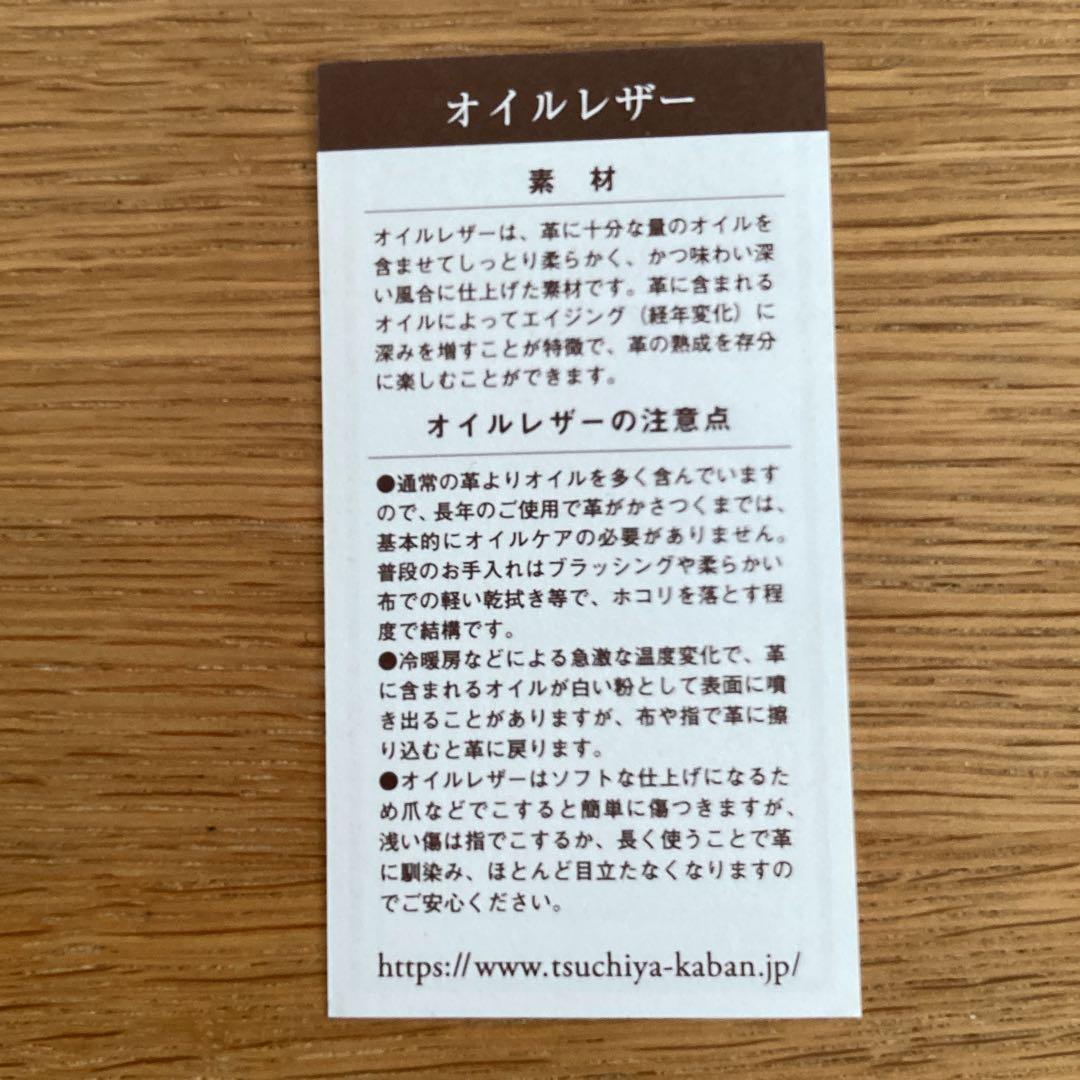 オイルレザー
素　材
オイルレザーは、革に十分な量のオイルを
含ませてしっとり柔らかく、かつ味わい深
い風合に仕上げた素材です。革に含まれる
オイルによってエイジング（経年変化）に
深みを増すことが特徴で、革の熟成を存分
に楽しむことができます。
オイルレザーの注意点
●通常の革よりオイルを多く含んでいます
ので、長年のご使用で革がかさつくまでは、
基本的にオイルケアの必要がありません。
普段のお手入れはブラッシングや柔らかい
布での軽い乾拭き等で、ホコリを落とす程
度で結構です。
●冷暖房などによる急激な温度変化で、革
に含まれるオイルが白い粉として表面に噴
き出ることがありますが、布や指で革に擦
り込むと革に戻ります。
●オイルレザーはソフトな仕上げになるた
め爪などでこすると簡単に傷つきますが、
浅い傷は指でこするか、長く使うことで革
に馴染み、ほとんど目立たなくなりますの
でご安心ください。
https://www.tsuchiya-kaban.jp/